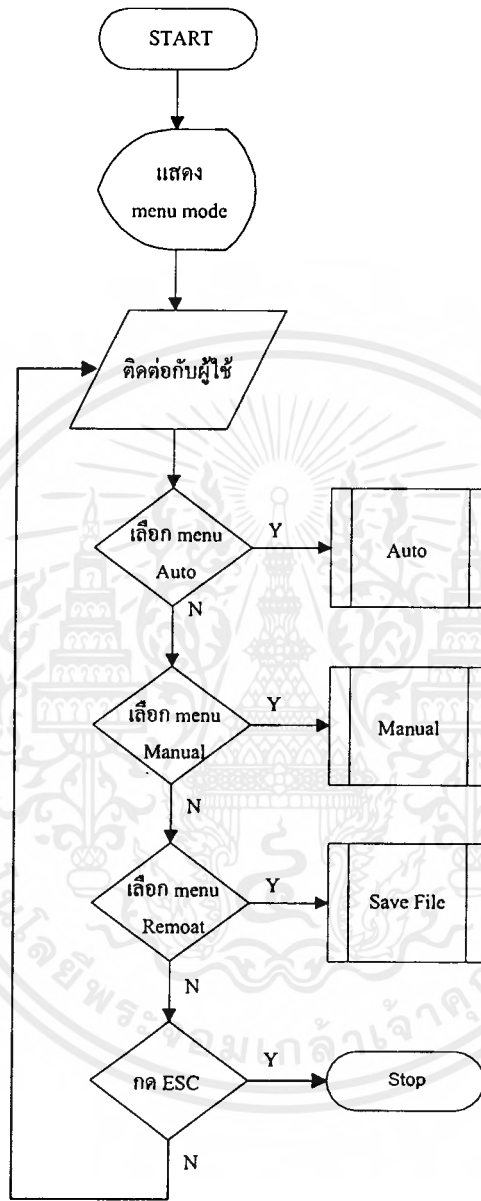 START
แสดง
menu mode
ติดต่อกับผู้ใช้
เลือก menu
Auto
Y
Auto
N
เลือก menu
Manual
Y
Manual
N
เลือก menu
Remoat
Y
Save File
N
กด ESC
Y
Stop
N